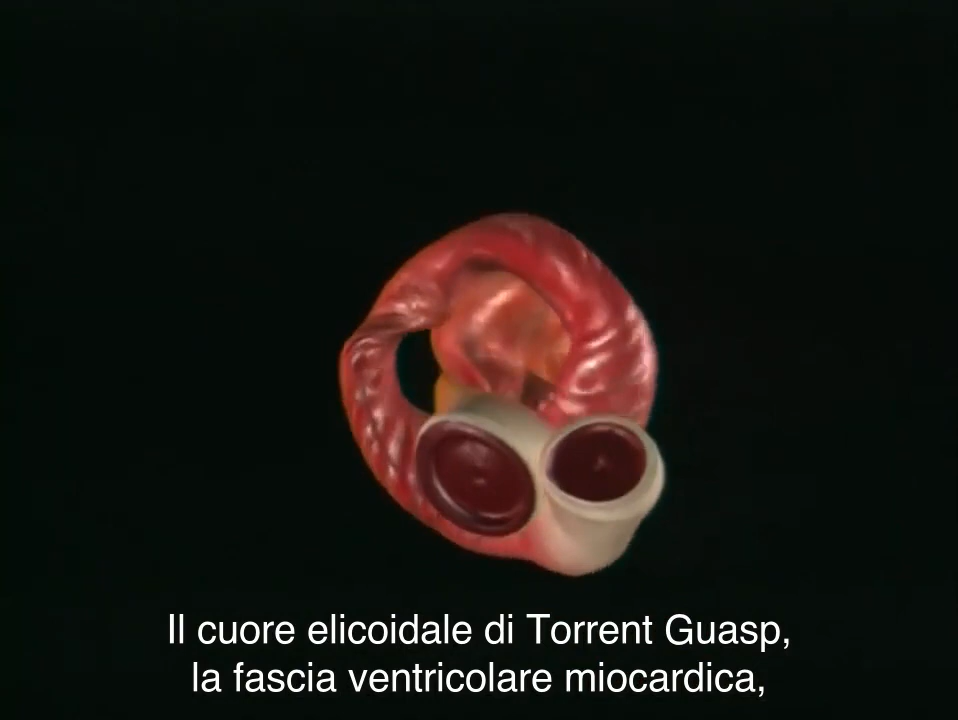 Il cuore elicoidale di Torrent Guasp,
la fascia ventricolare miocardica,